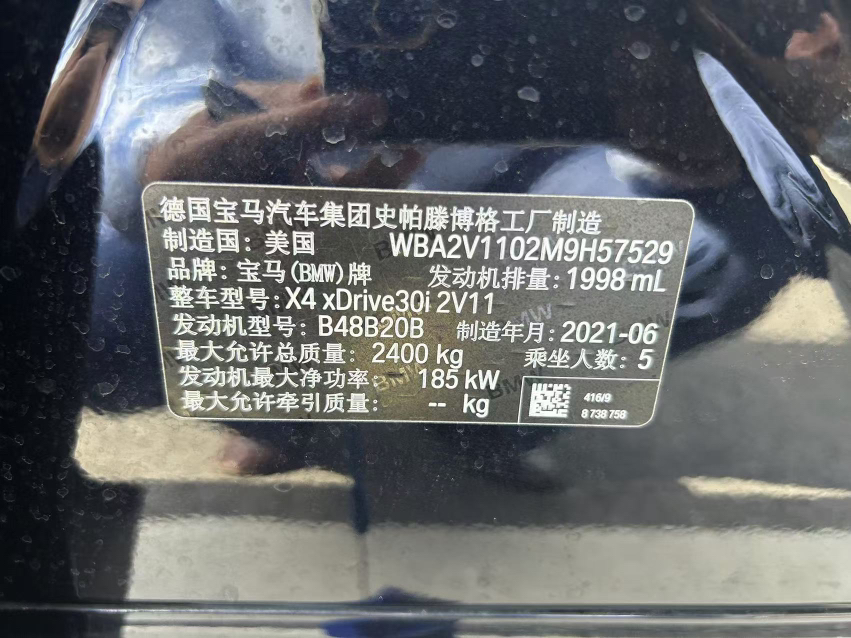 德国宝马汽车集团史帕滕博格工厂制造
制造国：美国 WBA2V1102M9H57529
品牌：宝马(BMW)牌 发动机排量：1998 mL
整车型号：X4 xDrive30i 2V11
发动机型号：B48B20B 制造年月：2021-06
最大允许总质量：2400 kg 乘坐人数：5
发动机最大净功率： 185 kW
最大允许牵引质量： -- kg
416/9
8 738 758